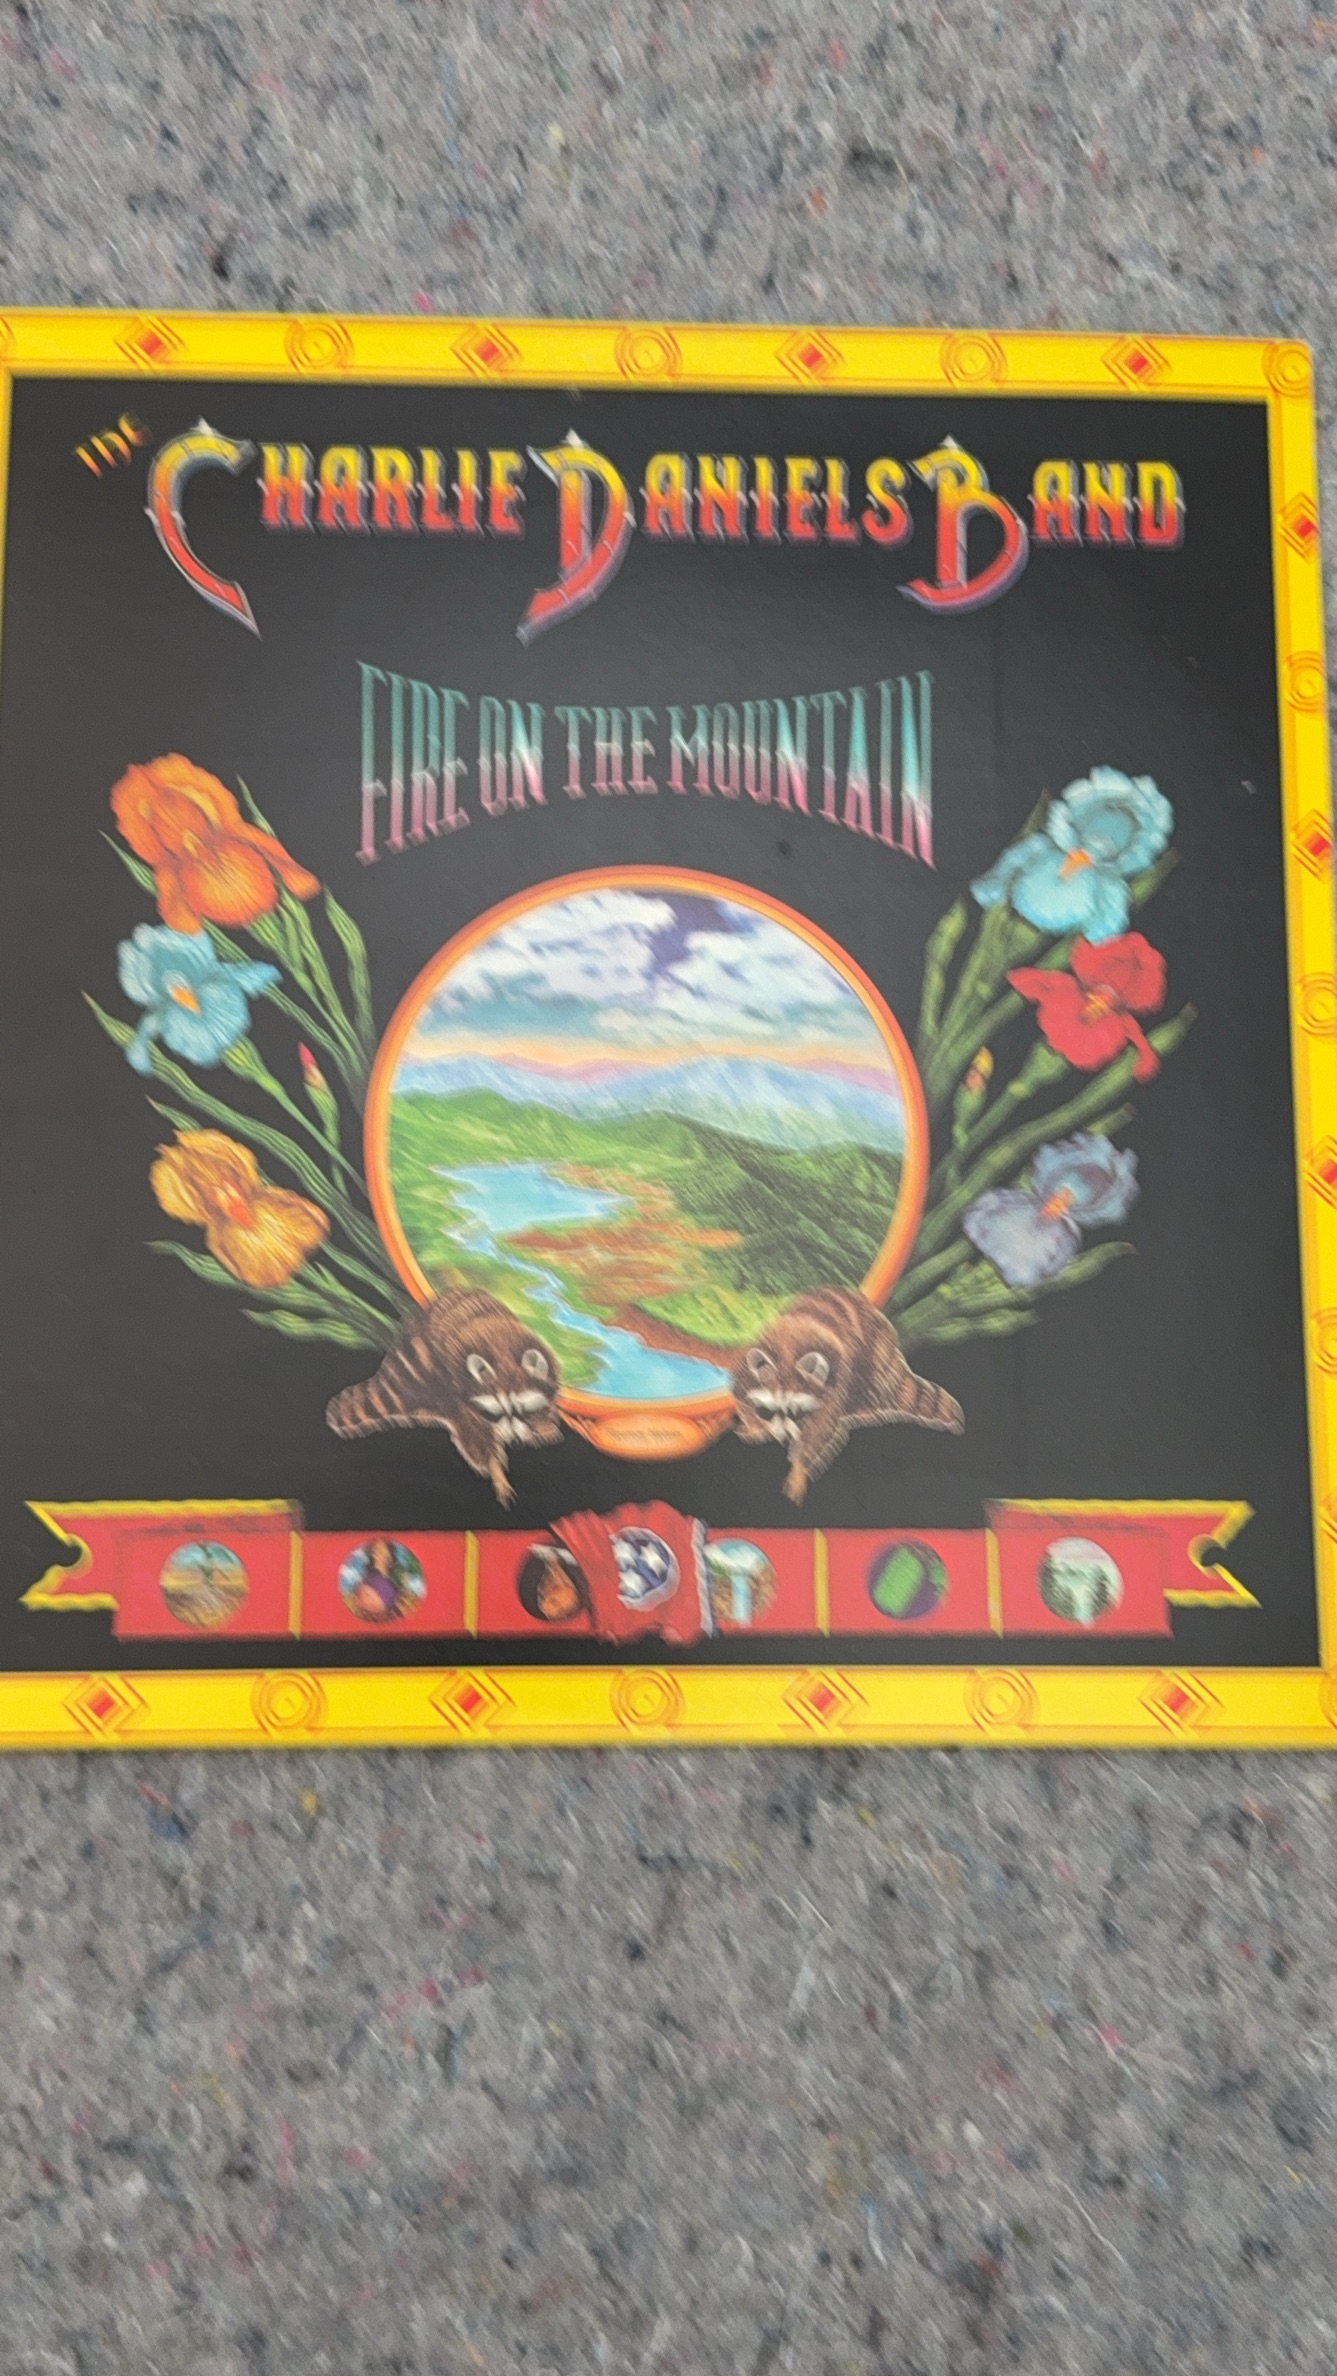 THE CHARLIE DANIELS BAND
FIRE ON THE MOUNTAIN